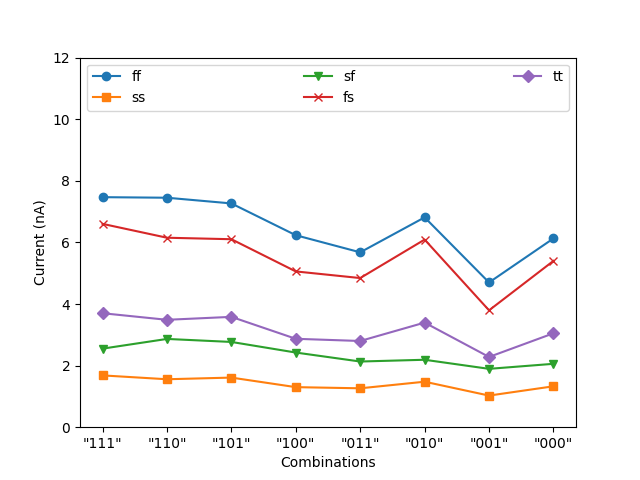 ff sf tt
ss fs
12
10
8
6
4
2
0
Current (nA)
"111" "110" "101" "100" "011" "010" "001" "000"
Combinations